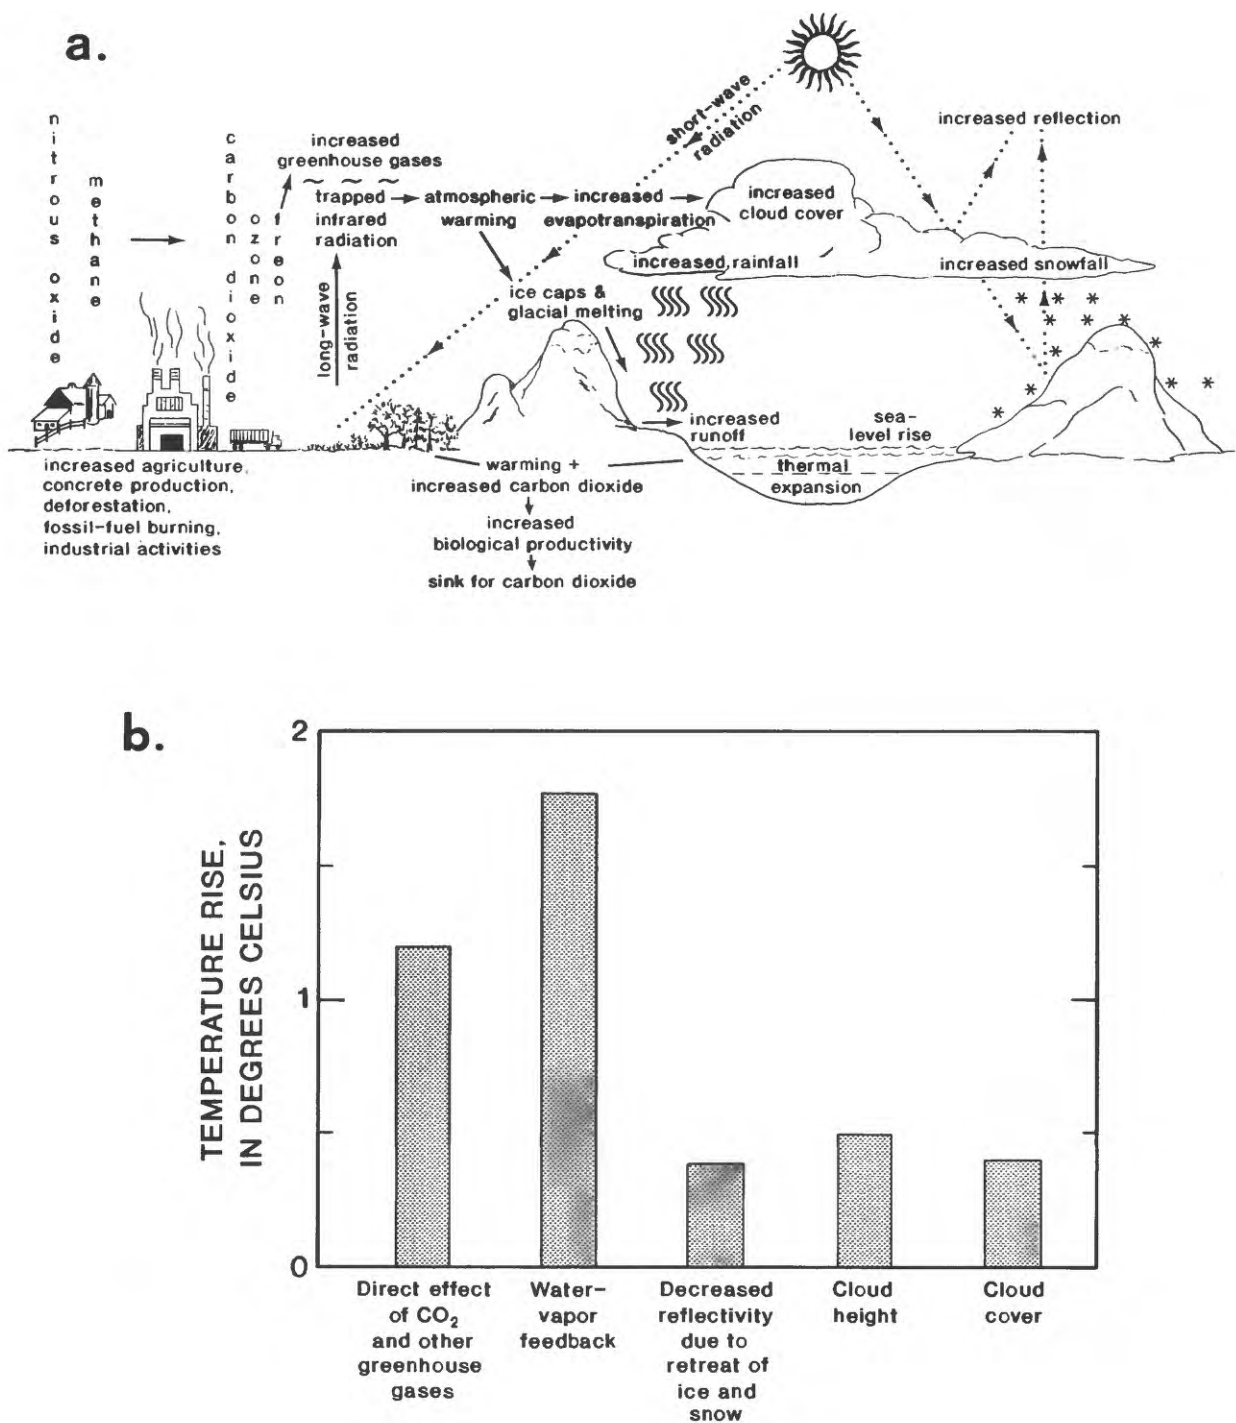 a.
nitrous oxide
methane
carbon dioxide
ozone
freon
increased
greenhouse gases
trapped
infrared
radiation
long-wave
radiation
atmospheric
warming
increased
evapotranspiration
short-wave
radiation
increased
cloud cover
increased reflection
increased rainfall
increased snowfall
ice caps &
glacial melting
increased
runoff
sea-
level rise
thermal
expansion
increased agriculture,
concrete production,
deforestation,
fossil-fuel burning,
industrial activities
warming +
increased carbon dioxide
increased
biological productivity
sink for carbon dioxide
b.
TEMPERATURE RISE,
IN DEGREES CELSIUS
2
1
0
Direct effect
of CO₂
and other
greenhouse
gases
Water-
vapor
feedback
Decreased
reflectivity
due to
retreat of
ice and
snow
Cloud
height
Cloud
cover